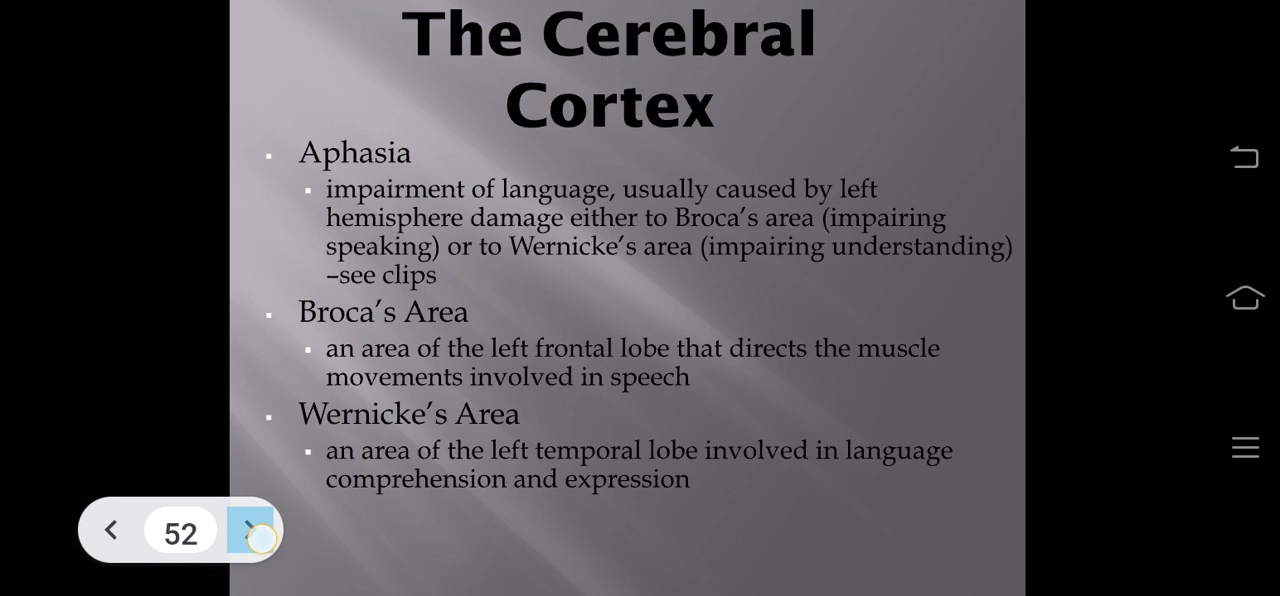 The Cerebral
Cortex
▪ Aphasia
▪ impairment of language, usually caused by left
hemisphere damage either to Broca’s area (impairing
speaking) or to Wernicke’s area (impairing understanding)
–see clips
▪ Broca’s Area
▪ an area of the left frontal lobe that directs the muscle
movements involved in speech
▪ Wernicke’s Area
▪ an area of the left temporal lobe involved in language
comprehension and expression
52